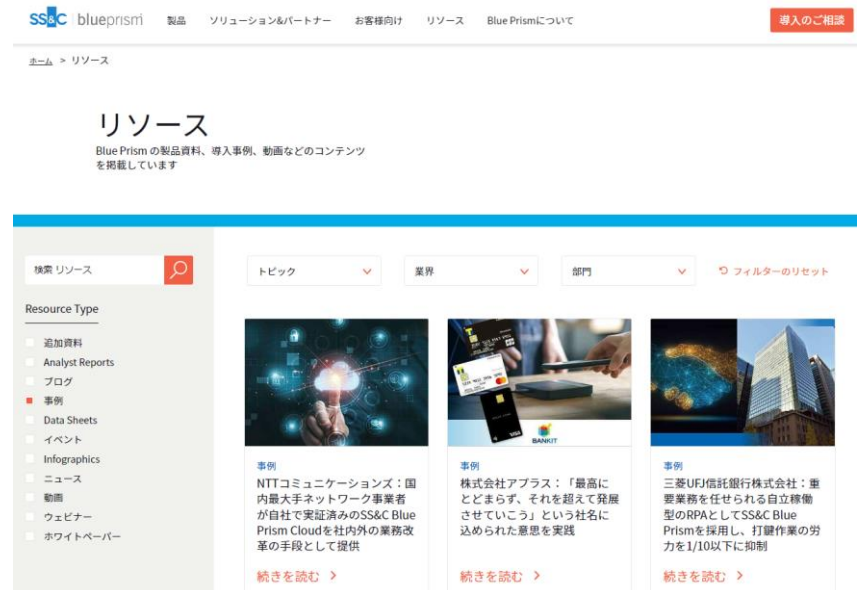 SS&C blueprism 製品 ソリューション&パートナー お客様向け リソース Blue Prismについて 導入のご相談
ホーム > リソース
リソース
Blue Prism の製品資料、導入事例、動画などのコンテンツ
を掲載しています
検索 リソース
トピック 業界 部門 フィルターのリセット
Resource Type
追加資料
Analyst Reports
ブログ
事例
Data Sheets
イベント
Infographics
ニュース
動画
ウェビナー
ホワイトペーパー
事例
NTTコミュニケーションズ：国
内最大手ネットワーク事業者
が自社で実証済みのSS&C Blue
Prism Cloudを社内外の業務改
革の手段として提供
続きを読む >
BANKIT
事例
株式会社アプラス：「最高に
とどまらず、それを超えて発展
させていこう」という社名に
込められた意思を実践
続きを読む >
事例
三菱UFJ信託銀行株式会社：重
要業務を任せられる自立稼働
型のRPAとしてSS&C Blue
Prismを採用し、打鍵作業の労
力を1/10以下に抑制
続きを読む >